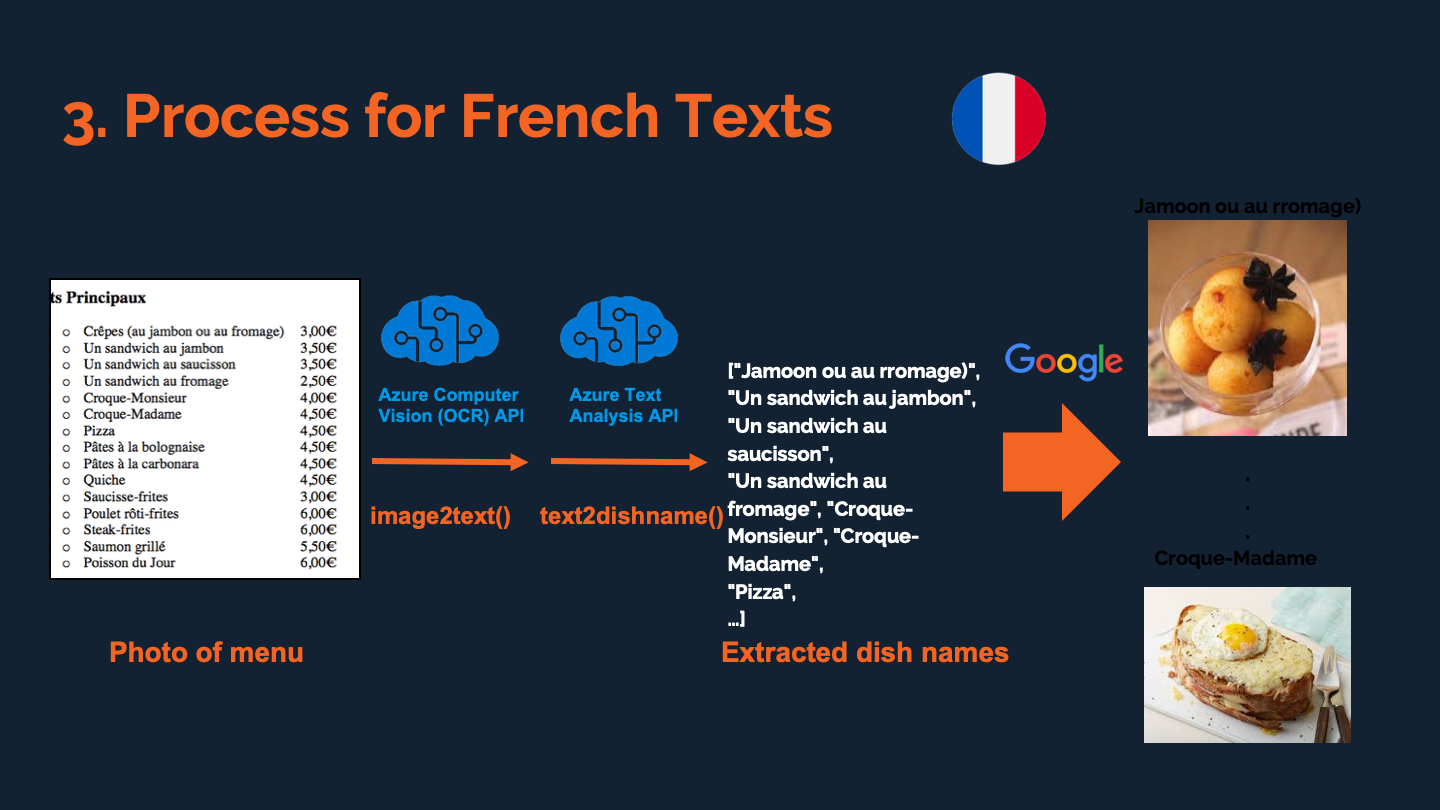 3. Process for French Texts
ts Principaux
o Crêpes (au jambon ou au fromage) 3,00€
o Un sandwich au jambon 3,50€
o Un sandwich au saucisson 3,50€
o Un sandwich au fromage 2,50€
o Croque-Monsieur 4,00€
o Croque-Madame 4,50€
o Pizza 4,50€
o Pâtes à la bolognaise 4,50€
o Pâtes à la carbonara 4,50€
o Quiche 4,50€
o Saucisse-frites 3,00€
o Poulet rôti-frites 6,00€
o Steak-frites 6,00€
o Saumon grillé 5,50€
o Poisson du Jour 6,00€
Photo of menu
Azure Computer
Vision (OCR) API
image2text()
Azure Text
Analysis API
text2dishname()
["Jamoon ou au rromage)",
"Un sandwich au jambon",
"Un sandwich au
saucisson",
"Un sandwich au
fromage", "Croque-
Monsieur", "Croque-
Madame",
"Pizza",
...]
Extracted dish names
Google
Jamoon ou au rromage)
.
.
.
Croque-Madame